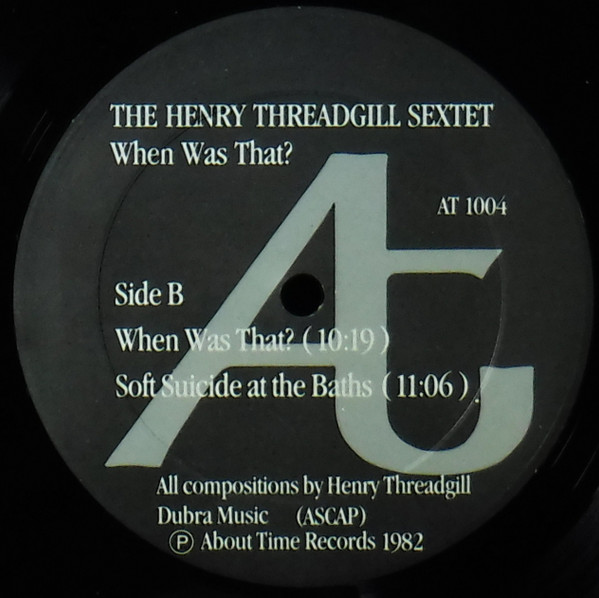 THE HENRY THREADGILL SEXTET
When Was That?
At
AT 1004
Side B
When Was That? ( 10:19 )
Soft Suicide at the Baths ( 11:06 )
All compositions by Henry Threadgill
Dubra Music (ASCAP)
Ⓟ About Time Records 1982